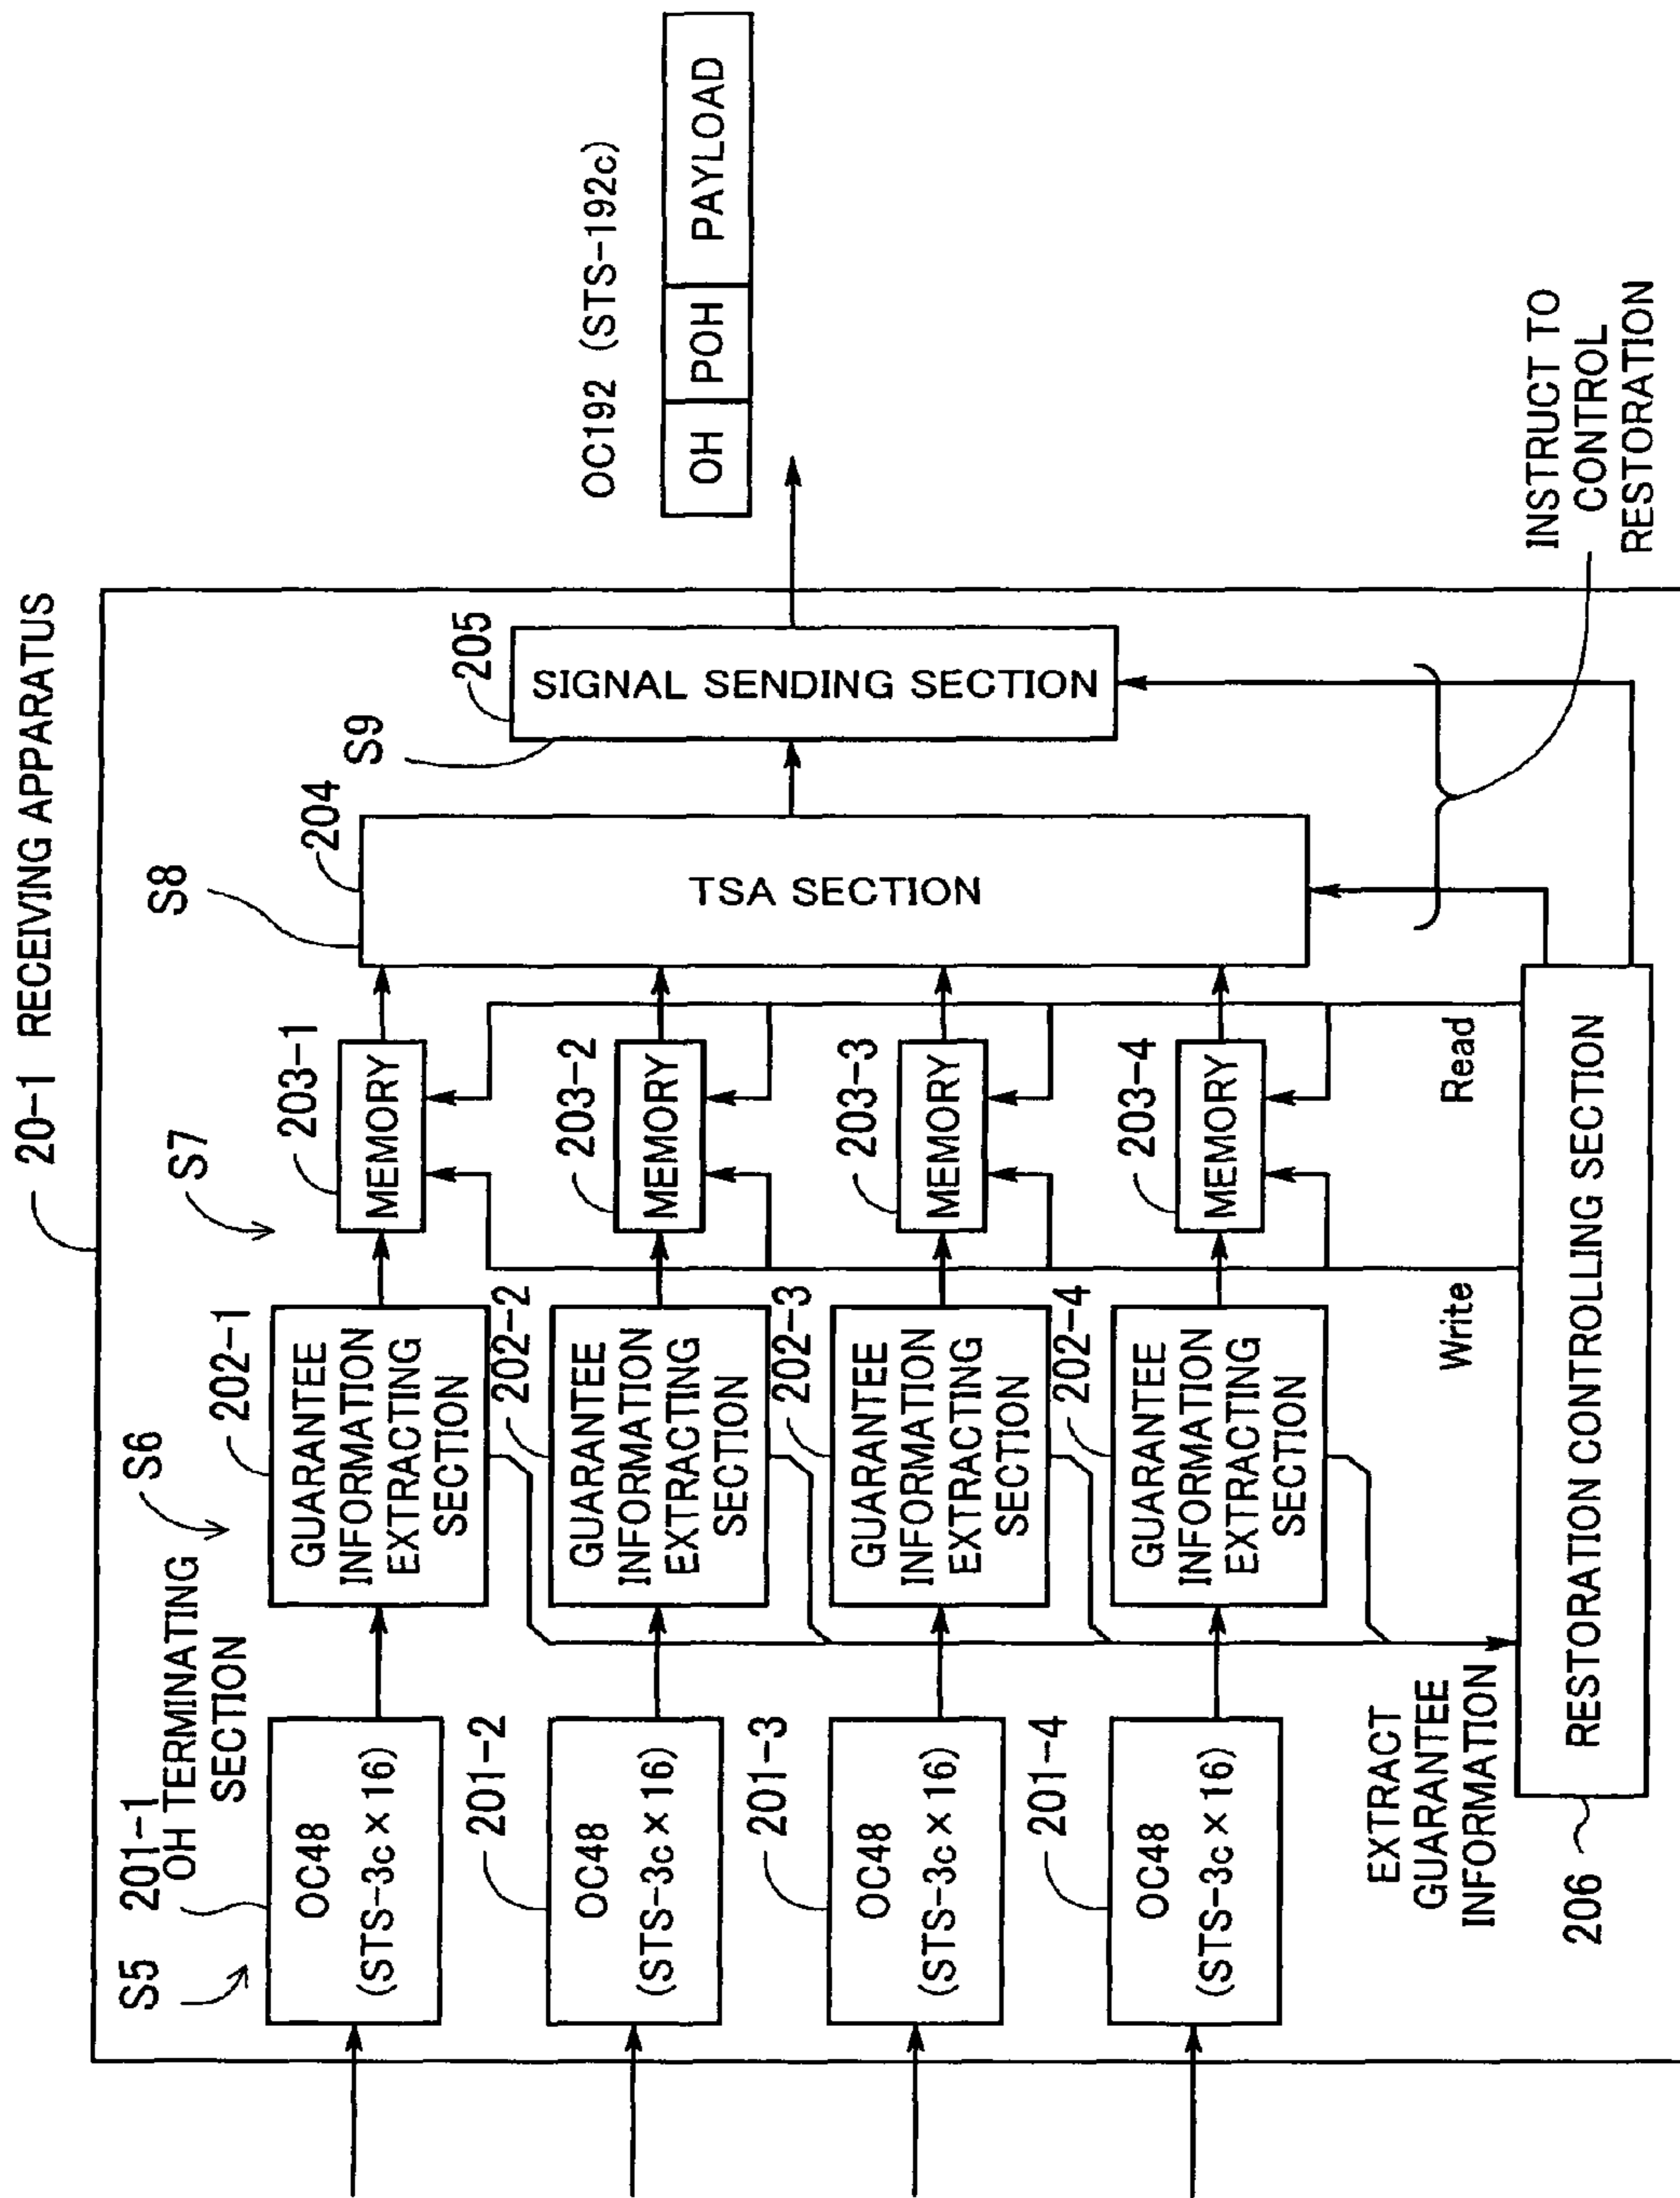 20-1 RECEIVING APPARATUS
S5
201-1
OH TERMINATING
SECTION
S6
202-1
S7
203-1
S8
204
S9
205
OC48
(STS-3c×16)
GUARANTEE
INFORMATION
EXTRACTING
SECTION
MEMORY
201-2
OC48
(STS-3c×16)
202-2
GUARANTEE
INFORMATION
EXTRACTING
SECTION
203-2
MEMORY
201-3
OC48
(STS-3c×16)
202-3
GUARANTEE
INFORMATION
EXTRACTING
SECTION
203-3
MEMORY
201-4
OC48
(STS-3c×16)
202-4
GUARANTEE
INFORMATION
EXTRACTING
SECTION
203-4
MEMORY
TSA SECTION
SIGNAL SENDING SECTION
OC192 (STS-192c)
OH POH PAYLOAD
EXTRACT
GUARANTEE
INFORMATION
Write
Read
206
RESTORATION CONTROLLING SECTION
INSTRUCT TO
CONTROL
RESTORATION